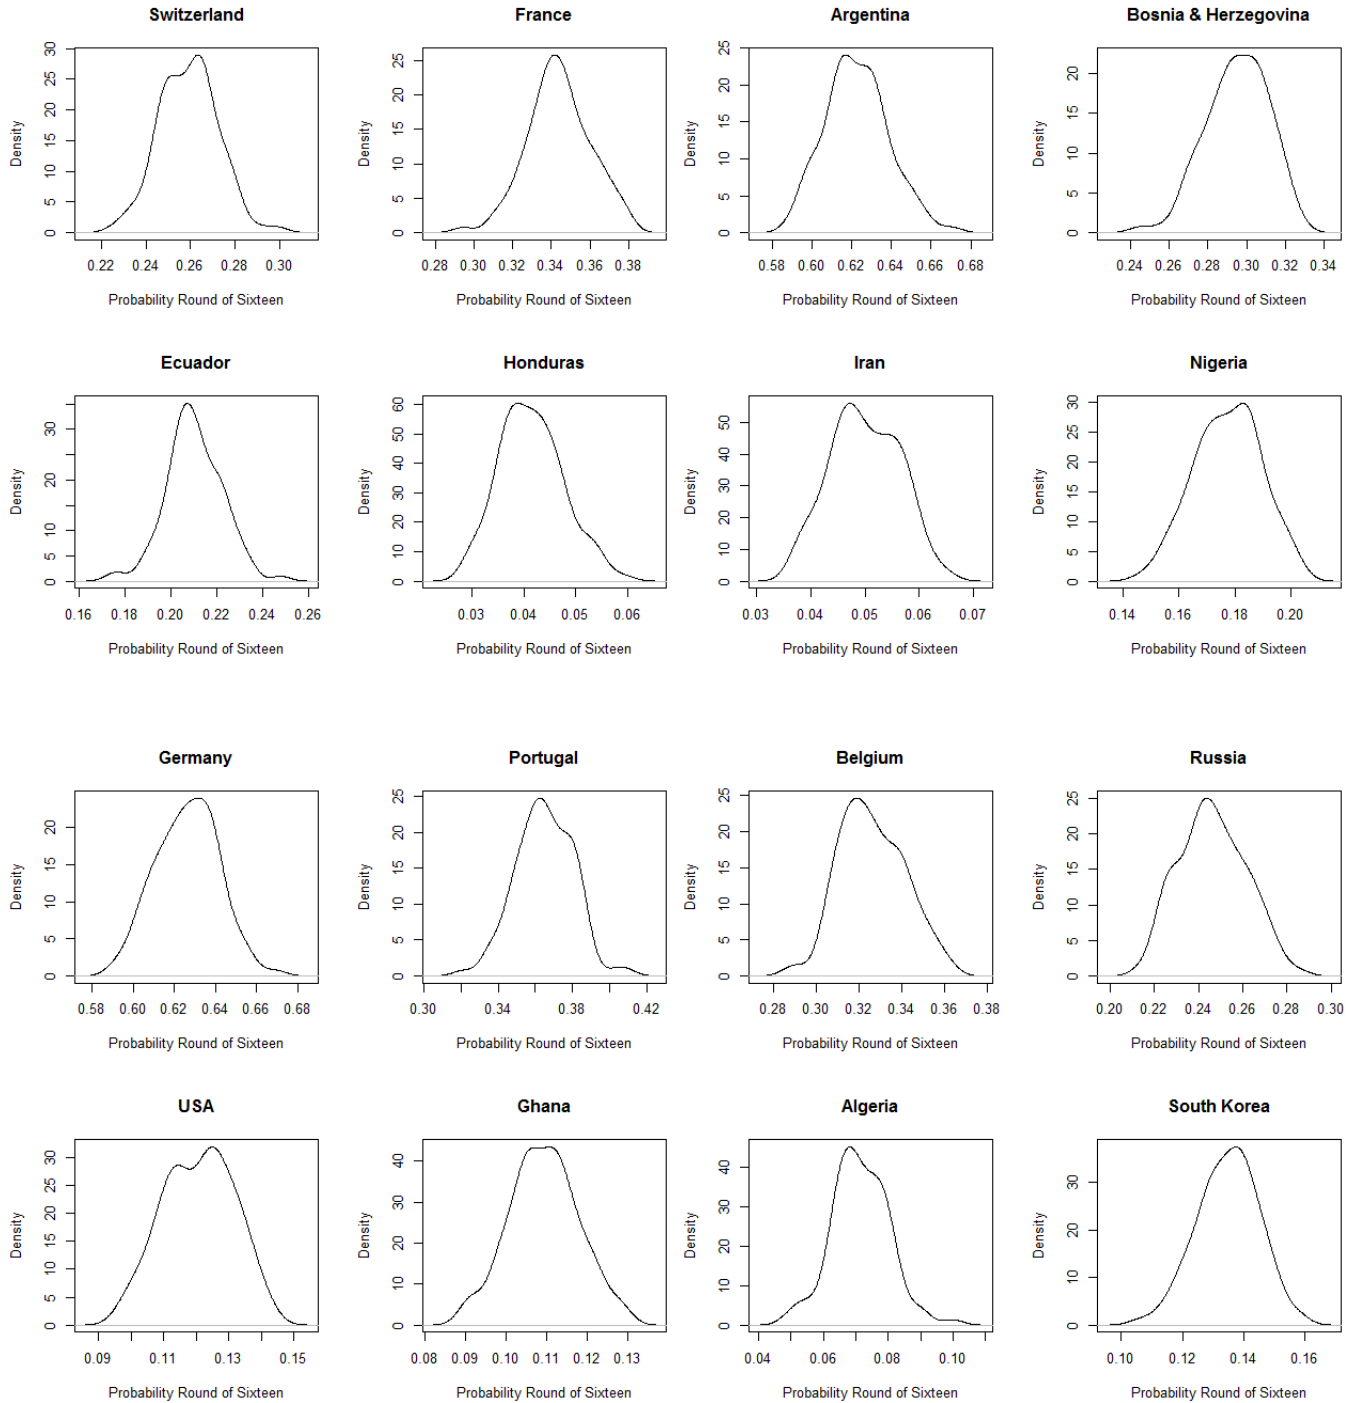 Switzerland
France
Argentina
Bosnia & Herzegovina
Density
0 5 10 15 20 25 30
0.22 0.24 0.26 0.28 0.30
Probability Round of Sixteen
Density
0 5 10 15 20 25
0.28 0.30 0.32 0.34 0.36 0.38
Probability Round of Sixteen
Density
0 5 10 15 20 25
0.58 0.60 0.62 0.64 0.66 0.68
Probability Round of Sixteen
Density
0 5 10 15 20
0.24 0.26 0.28 0.30 0.32 0.34
Probability Round of Sixteen
Ecuador
Honduras
Iran
Nigeria
Density
0 5 10 20 30
0.16 0.18 0.20 0.22 0.24 0.26
Probability Round of Sixteen
Density
0 10 20 30 40 50 60
0.03 0.04 0.05 0.06
Probability Round of Sixteen
Density
0 10 20 30 40 50
0.03 0.04 0.05 0.06 0.07
Probability Round of Sixteen
Density
0 5 10 15 20 25 30
0.14 0.16 0.18 0.20
Probability Round of Sixteen
Germany
Portugal
Belgium
Russia
Density
0 5 10 15 20
0.58 0.60 0.62 0.64 0.66 0.68
Probability Round of Sixteen
Density
0 5 10 15 20 25
0.30 0.34 0.38 0.42
Probability Round of Sixteen
Density
0 5 10 15 20 25
0.28 0.30 0.32 0.34 0.36 0.38
Probability Round of Sixteen
Density
0 5 10 15 20 25
0.20 0.22 0.24 0.26 0.28 0.30
Probability Round of Sixteen
USA
Ghana
Algeria
South Korea
Density
0 5 10 15 20 25 30
0.09 0.11 0.13 0.15
Probability Round of Sixteen
Density
0 10 20 30 40
0.08 0.09 0.10 0.11 0.12 0.13
Probability Round of Sixteen
Density
0 10 20 30 40
0.04 0.06 0.08 0.10
Probability Round of Sixteen
Density
0 10 20 30
0.10 0.12 0.14 0.16
Probability Round of Sixteen